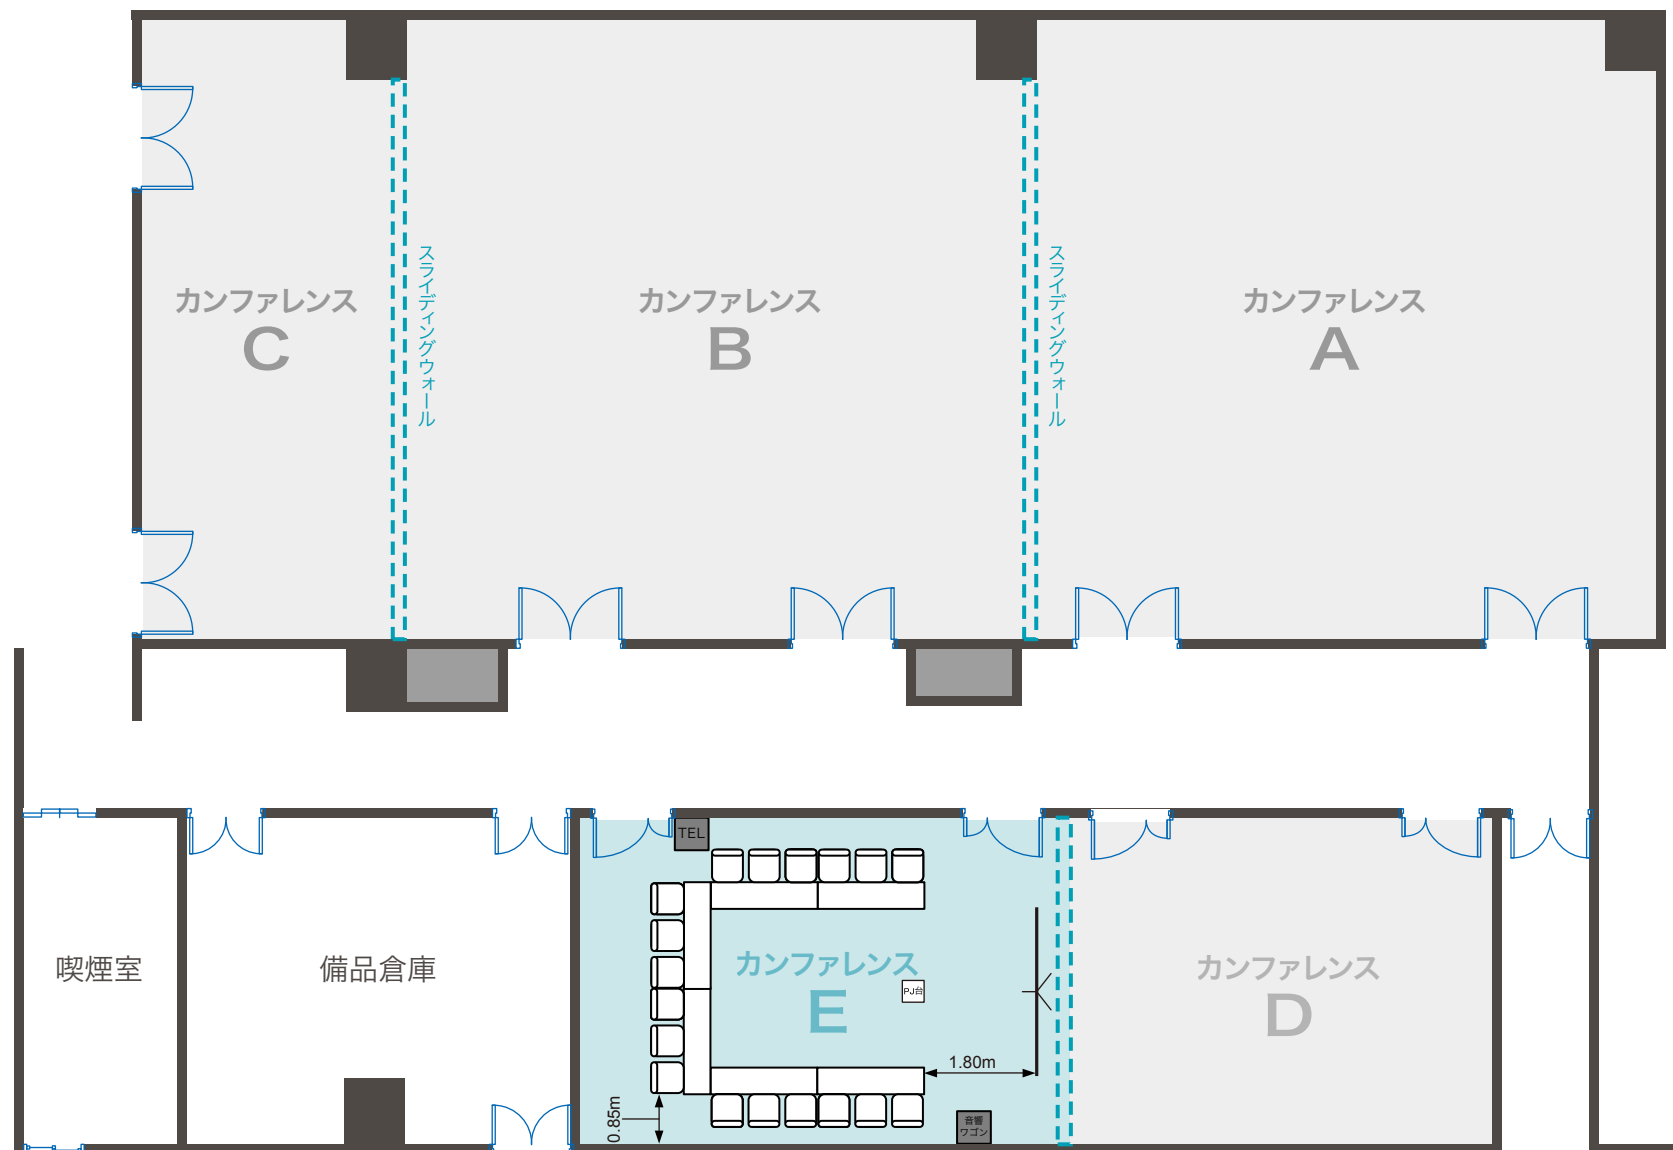 カンファレンス
C
スライディングウォール
カンファレンス
B
スライディングウォール
カンファレンス
A
喫煙室
備品倉庫
TEL
カンファレンス
E
PJ台
1.80m
0.85m
音響
ワゴン
カンファレンス
D